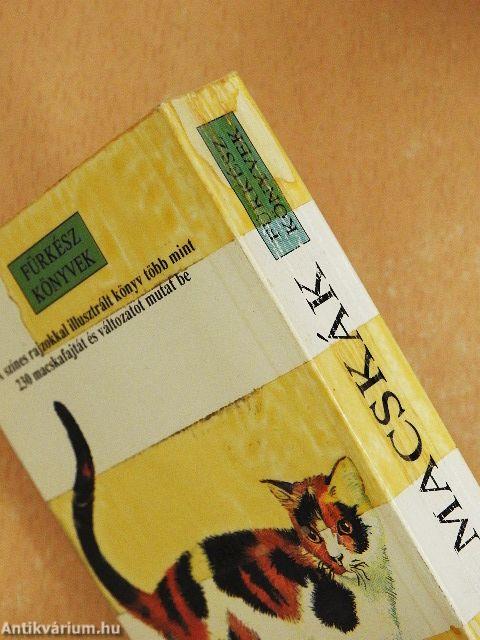 FÜRKÉSZ
KÖNYVEK
színes rajzokkal illusztrált könyv több mint
230 macskafajtát és változatot mutat be
FÜRKÉSZ
KÖNYVEK
MACSKÁK
Antikvárium.hu